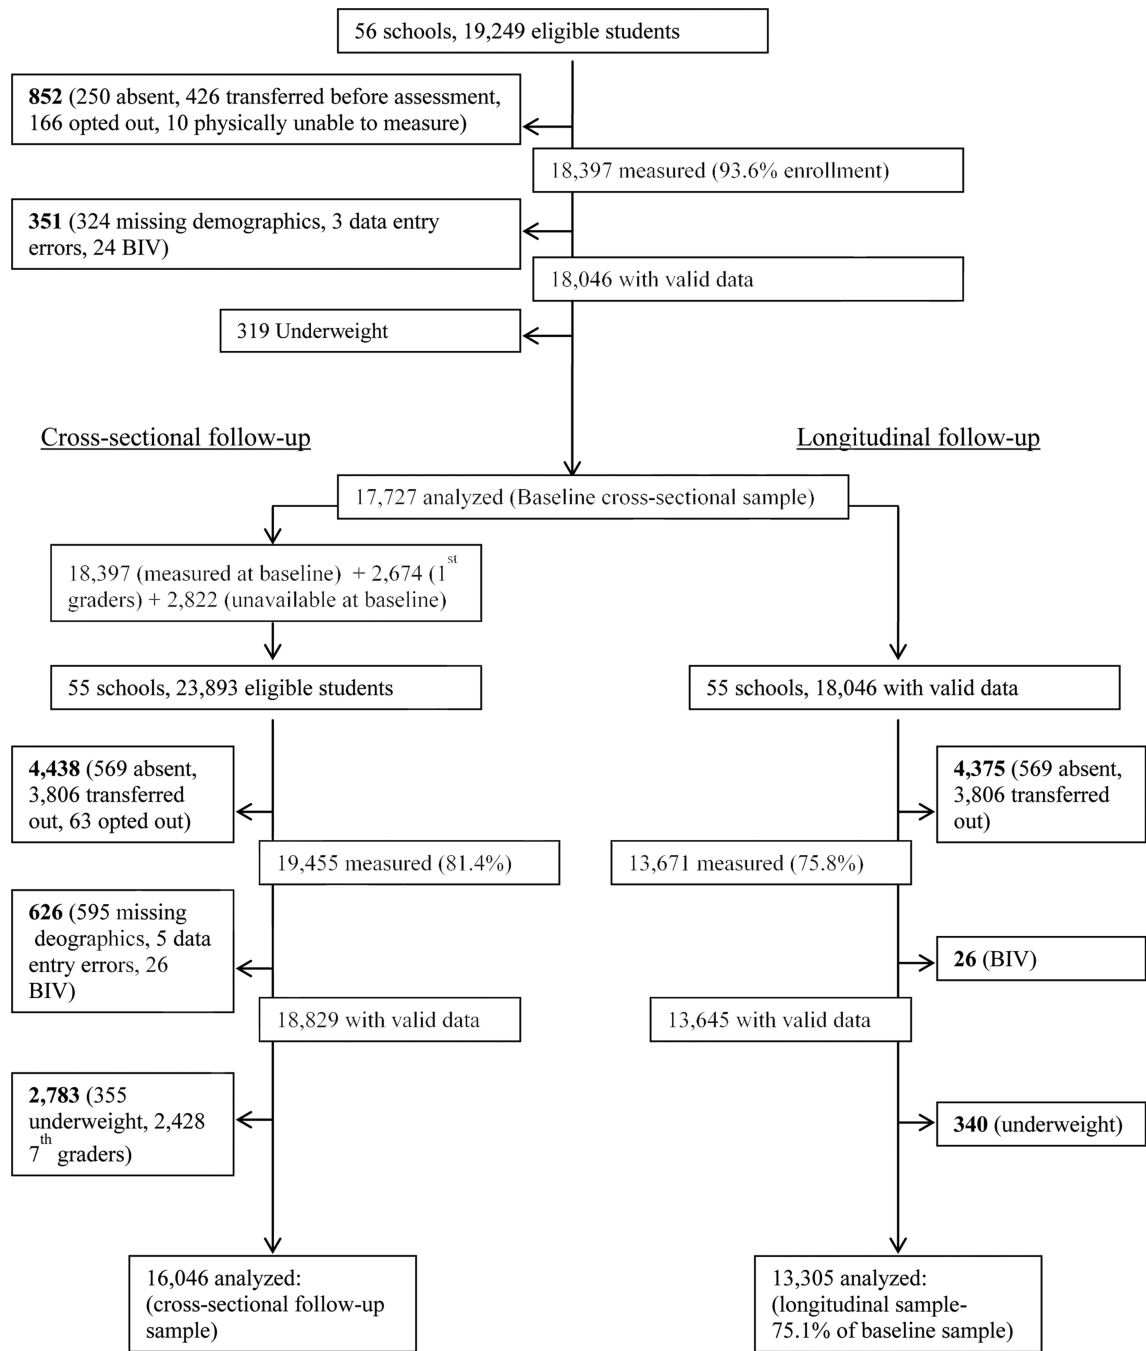 56 schools, 19,249 eligible students
852 (250 absent, 426 transferred before assessment,
166 opted out, 10 physically unable to measure)
18,397 measured (93.6% enrollment)
351 (324 missing demographics, 3 data entry
errors, 24 BIV)
18,046 with valid data
319 Underweight
Cross-sectional follow-up
Longitudinal follow-up
17,727 analyzed (Baseline cross-sectional sample)
18,397 (measured at baseline) + 2,674 (1st
graders) + 2,822 (unavailable at baseline)
55 schools, 23,893 eligible students
55 schools, 18,046 with valid data
4,438 (569 absent,
3,806 transferred
out, 63 opted out)
4,375 (569 absent,
3,806 transferred
out)
19,455 measured (81.4%)
13,671 measured (75.8%)
626 (595 missing
deographics, 5 data
entry errors, 26
BIV)
26 (BIV)
18,829 with valid data
13,645 with valid data
2,783 (355
underweight, 2,428
7th graders)
340 (underweight)
16,046 analyzed:
(cross-sectional follow-up
sample)
13,305 analyzed:
(longitudinal sample-
75.1% of baseline sample)